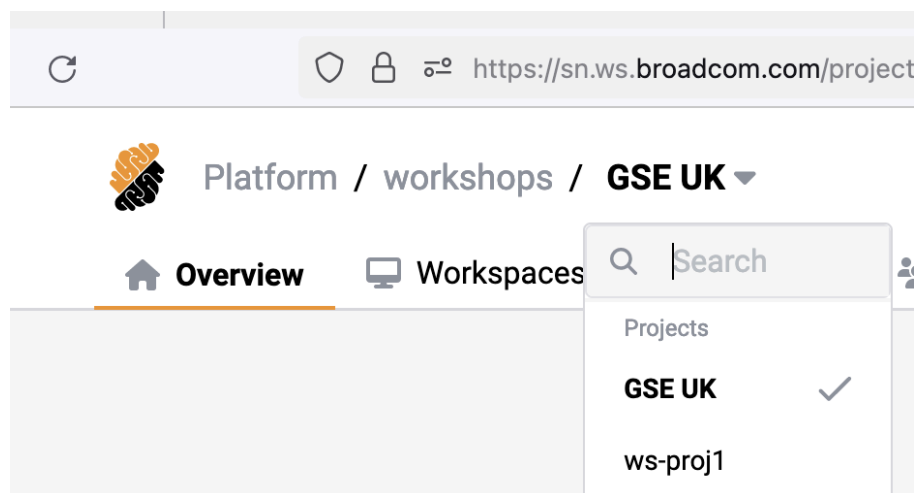 https://sn.ws.broadcom.com/project
Platform / workshops / GSE UK
Overview Workspaces
Search
Projects
GSE UK
ws-proj1